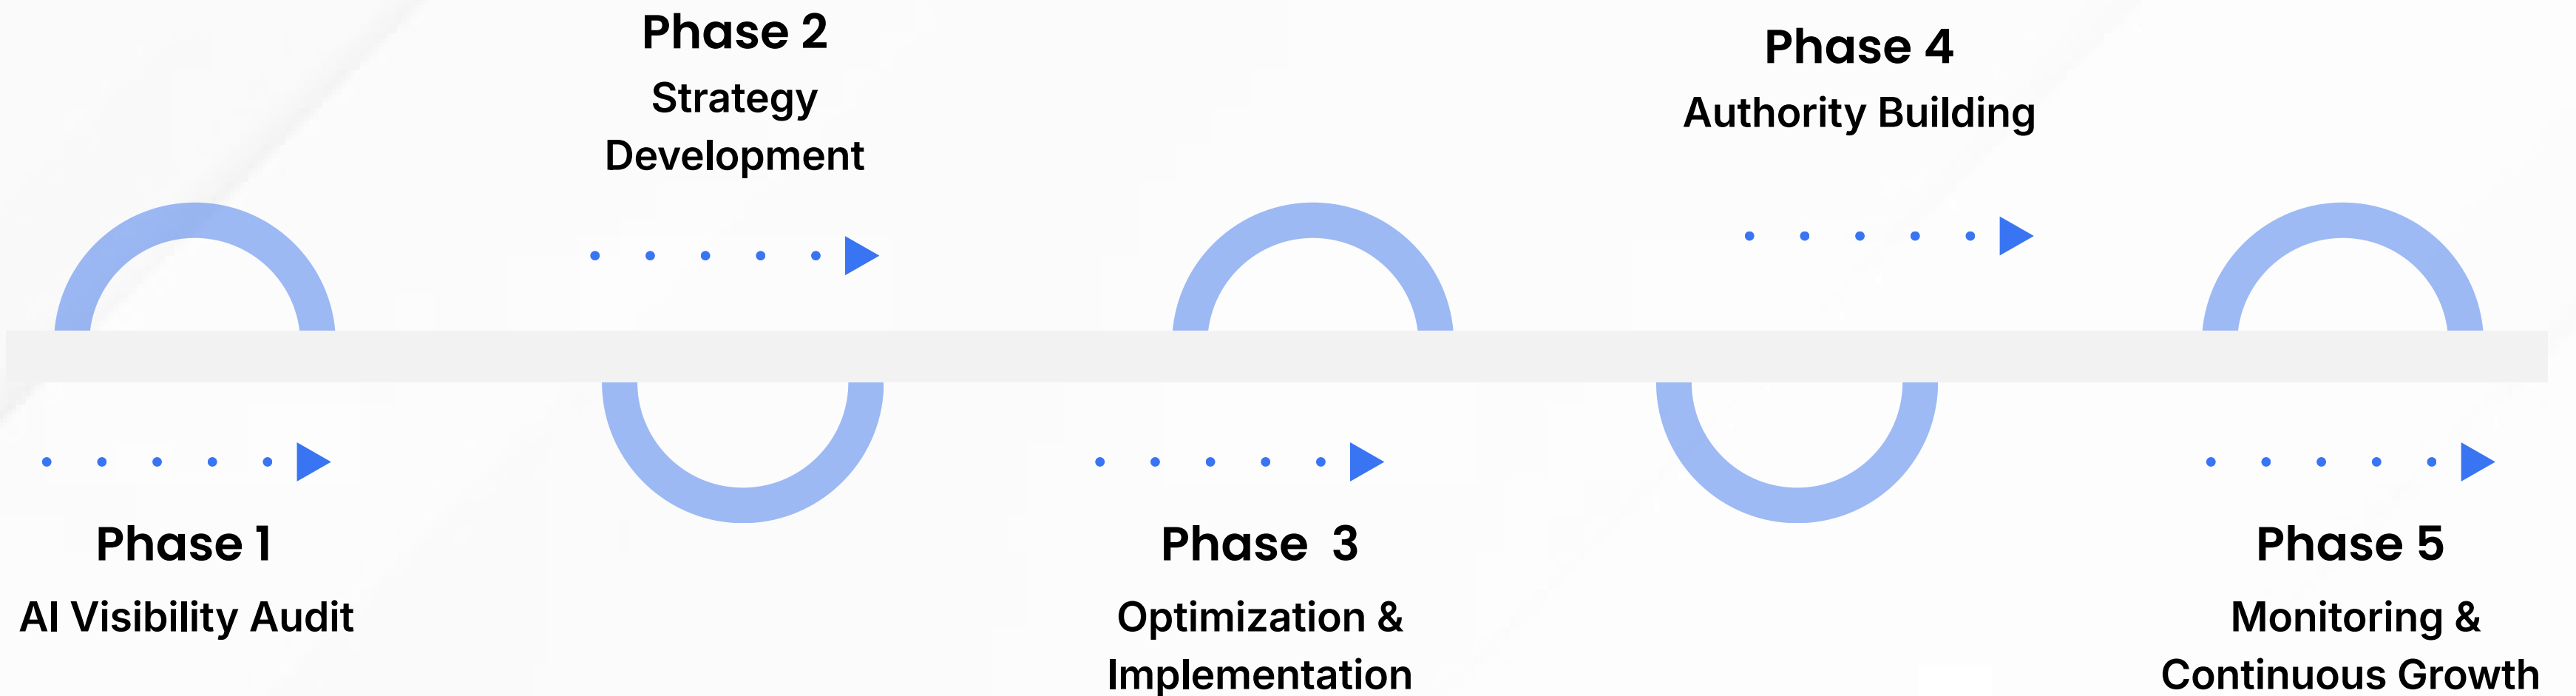 Phase 1
AI Visibility Audit
Phase 2
Strategy
Development
Phase 3
Optimization &
Implementation
Phase 4
Authority Building
Phase 5
Monitoring &
Continuous Growth